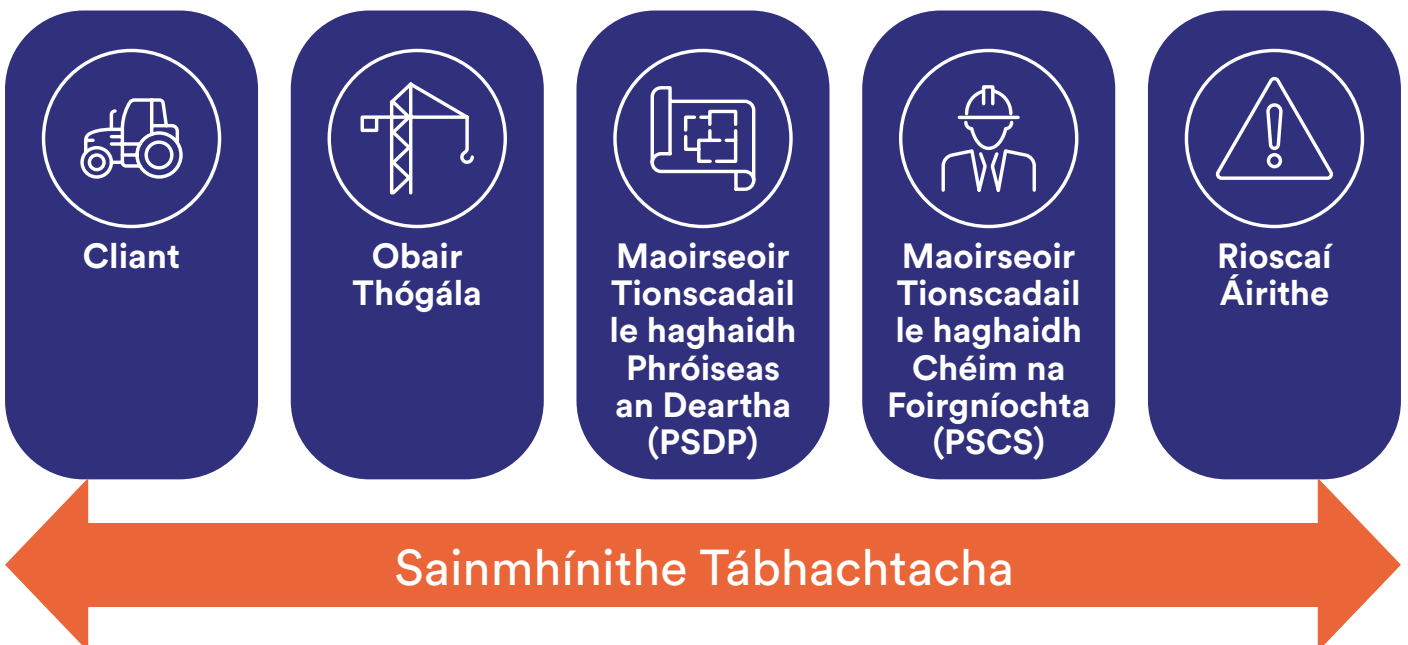 Cliant
Obair
Thógála
Maoirseoir
Tionscadail
le haghaidh
Phróiseas
an Deartha
(PSDP)
Maoirseoir
Tionscadail
le haghaidh
Chéim na
Foirgníochta
(PSCS)
Rioscaí
Áirithe
Sainmhínithe Tábhachtacha